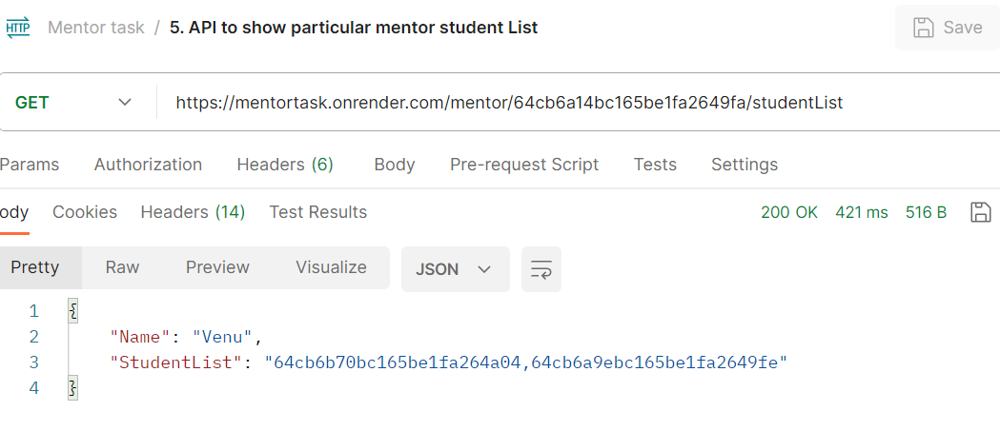 HTTP Mentor task / 5. API to show particular mentor student List Save
GET https://mentortask.onrender.com/mentor/64cb6a14bc165be1fa2649fa/studentList
Params Authorization Headers (6) Body Pre-request Script Tests Settings
ody Cookies Headers (14) Test Results 200 OK 421 ms 516 B
Pretty Raw Preview Visualize JSON
1 {
2 "Name": "Venu",
3 "StudentList": "64cb6b70bc165be1fa264a04,64cb6a9ebc165be1fa2649fe"
4 }